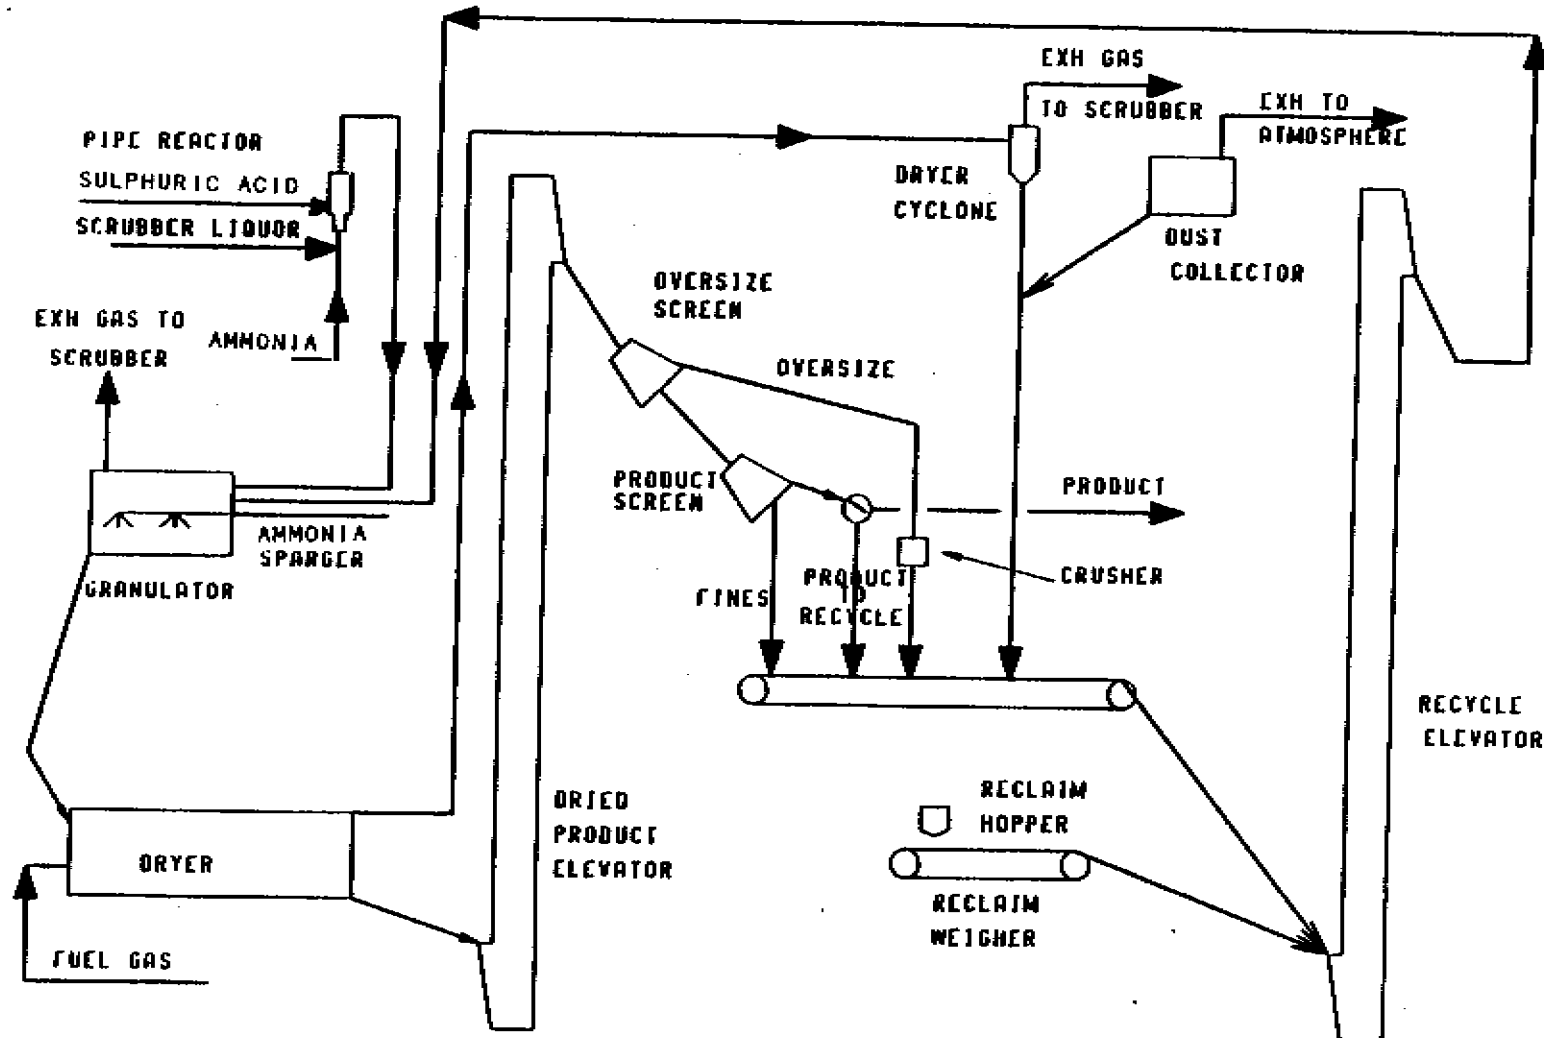 EXH GAS
TO SCRUBBER
EXH TO
ATMOSPHERE
PIPE REACTOR
SULPHURIC ACID
SCRUBBER LIQUOR
DRYER
CYCLONE
DUST
COLLECTOR
OVERSIZE
SCREEN
EXH GAS TO
SCRUBBER
AMMONIA
OVERSIZE
PRODUCT
SCREEN
PRODUCT
AMMONIA
SPARGER
GRANULATOR
CRUSHER
FINES
PRODUCT
TO
RECYCLE
RECYCLE
ELEVATOR
DRIED
PRODUCT
ELEVATOR
RECLAIM
HOPPER
DRYER
RECLAIM
WEIGHER
FUEL GAS